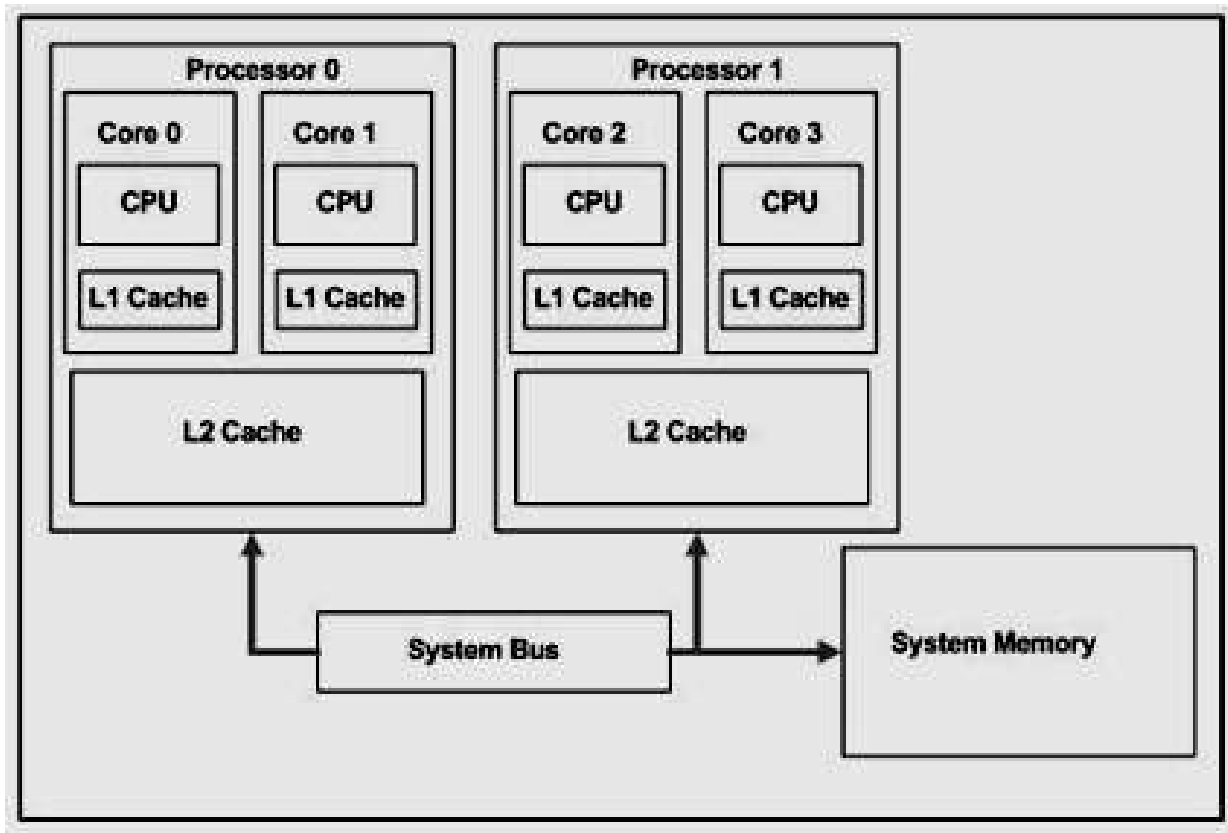 Processor 0
Core 0
Core 1
CPU
CPU
L1 Cache
L1 Cache
L2 Cache
Processor 1
Core 2
Core 3
CPU
CPU
L1 Cache
L1 Cache
L2 Cache
System Bus
System Memory